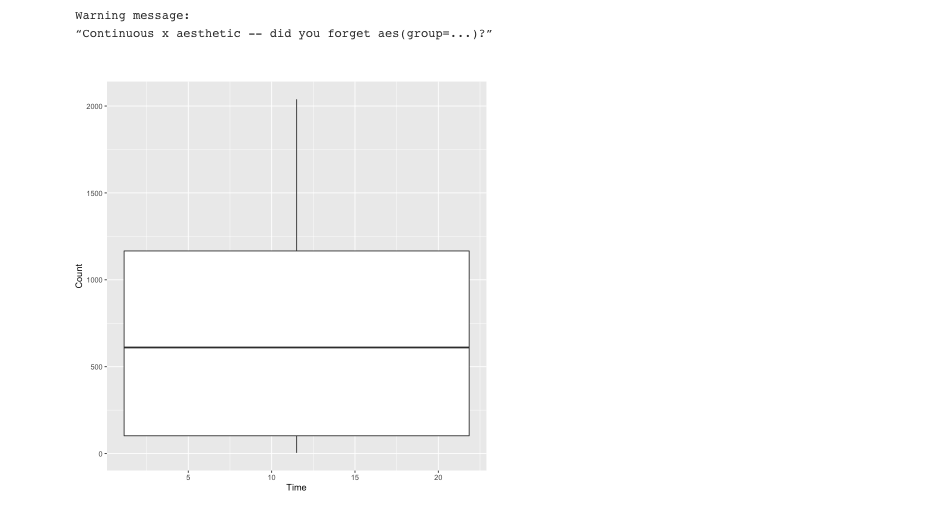 Warning message:
“Continuous x aesthetic -- did you forget aes(group=...)?”
2000
1500
1000
500
0
Count
5 10 15 20
Time